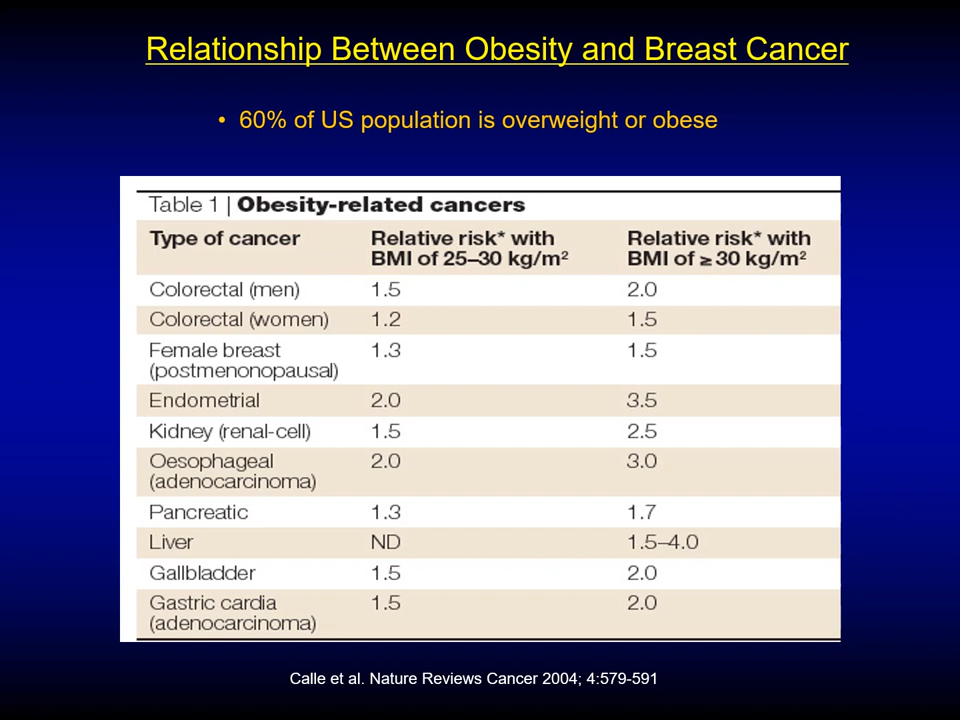 Relationship Between Obesity and Breast Cancer
• 60% of US population is overweight or obese
Table 1 | Obesity-related cancers
Type of cancer Relative risk* with BMI of 25–30 kg/m² Relative risk* with BMI of ≥ 30 kg/m²
Colorectal (men) 1.5 2.0
Colorectal (women) 1.2 1.5
Female breast (postmenonopausal) 1.3 1.5
Endometrial 2.0 3.5
Kidney (renal-cell) 1.5 2.5
Oesophageal (adenocarcinoma) 2.0 3.0
Pancreatic 1.3 1.7
Liver ND 1.5–4.0
Gallbladder 1.5 2.0
Gastric cardia (adenocarcinoma) 1.5 2.0
Calle et al. Nature Reviews Cancer 2004; 4:579-591